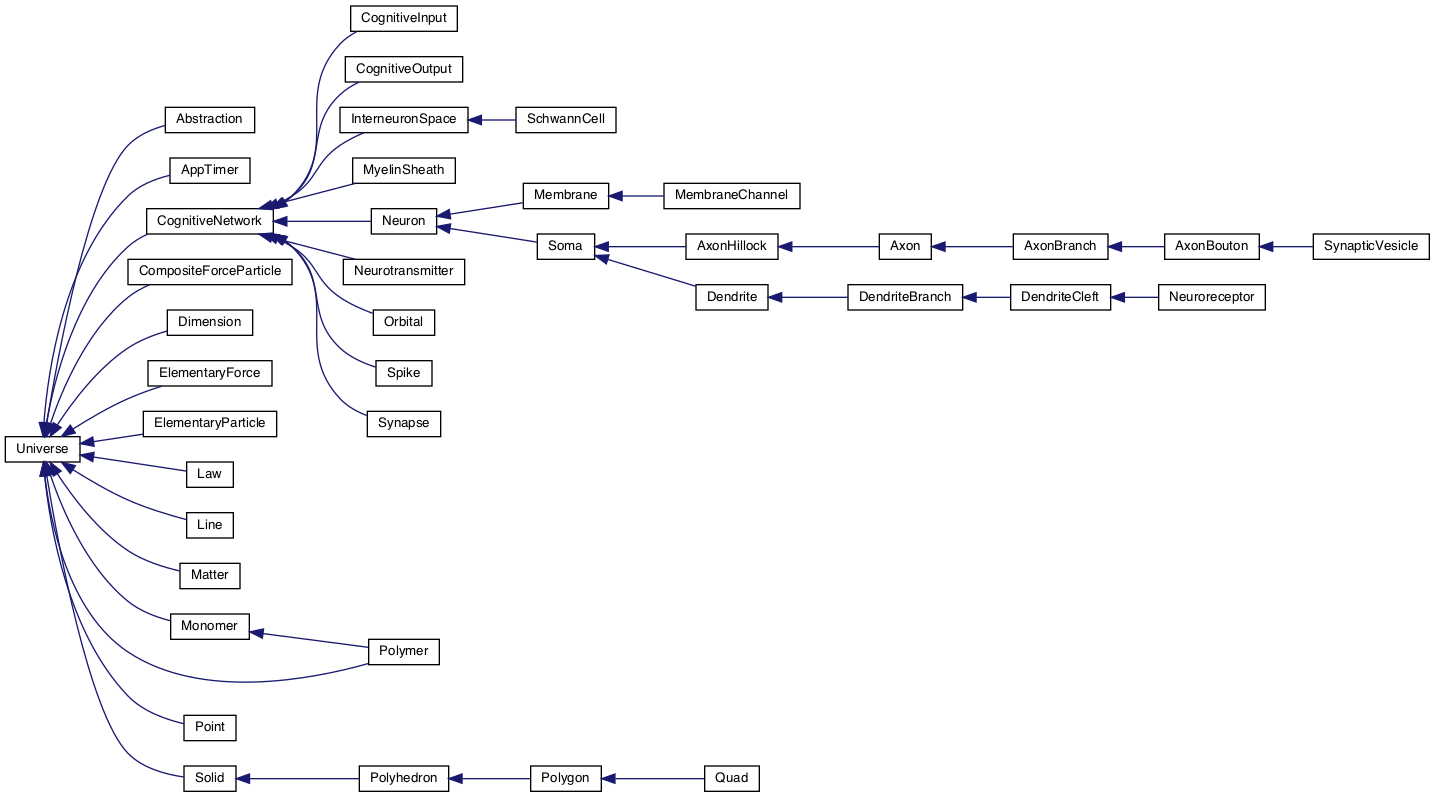 CognitiveInput
CognitiveOutput
Abstraction
InterneuronSpace
SchwannCell
AppTimer
MyelinSheath
Membrane
MembraneChannel
CognitiveNetwork
Neuron
Soma
AxonHillock
Axon
AxonBranch
AxonBouton
SynapticVesicle
CompositeForceParticle
Neurotransmitter
Dendrite
DendriteBranch
DendriteCleft
Neuroreceptor
Dimension
Orbital
ElementaryForce
Spike
ElementaryParticle
Synapse
Universe
Law
Line
Matter
Monomer
Polymer
Point
Solid
Polyhedron
Polygon
Quad